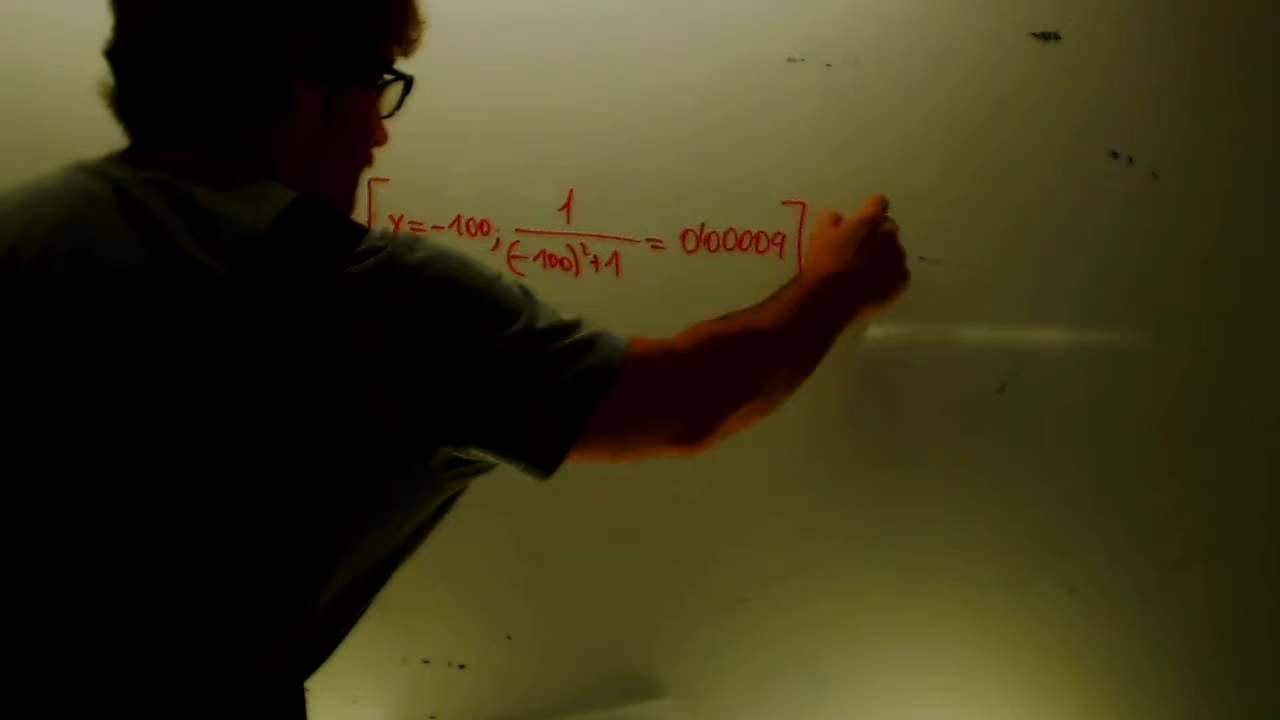 [x=-100; 1/((-100)²+1) = 0'00009]